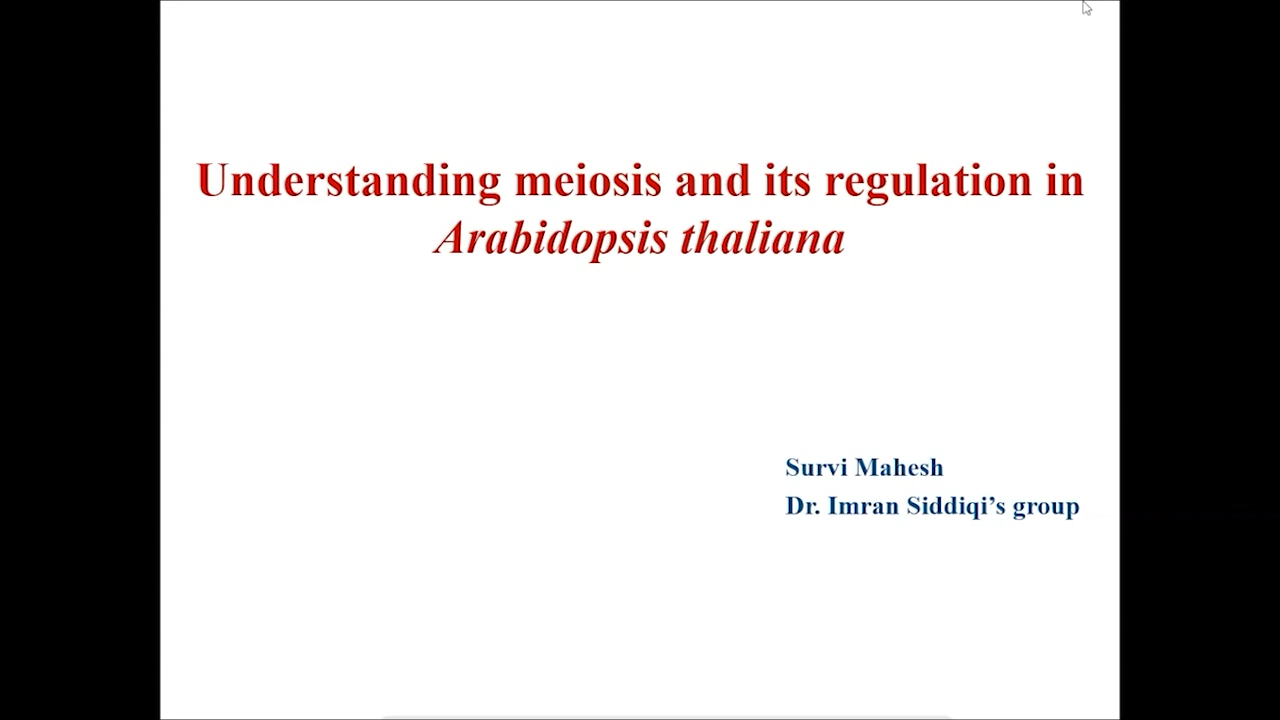 Understanding meiosis and its regulation in
Arabidopsis thaliana
Survi Mahesh
Dr. Imran Siddiqi’s group